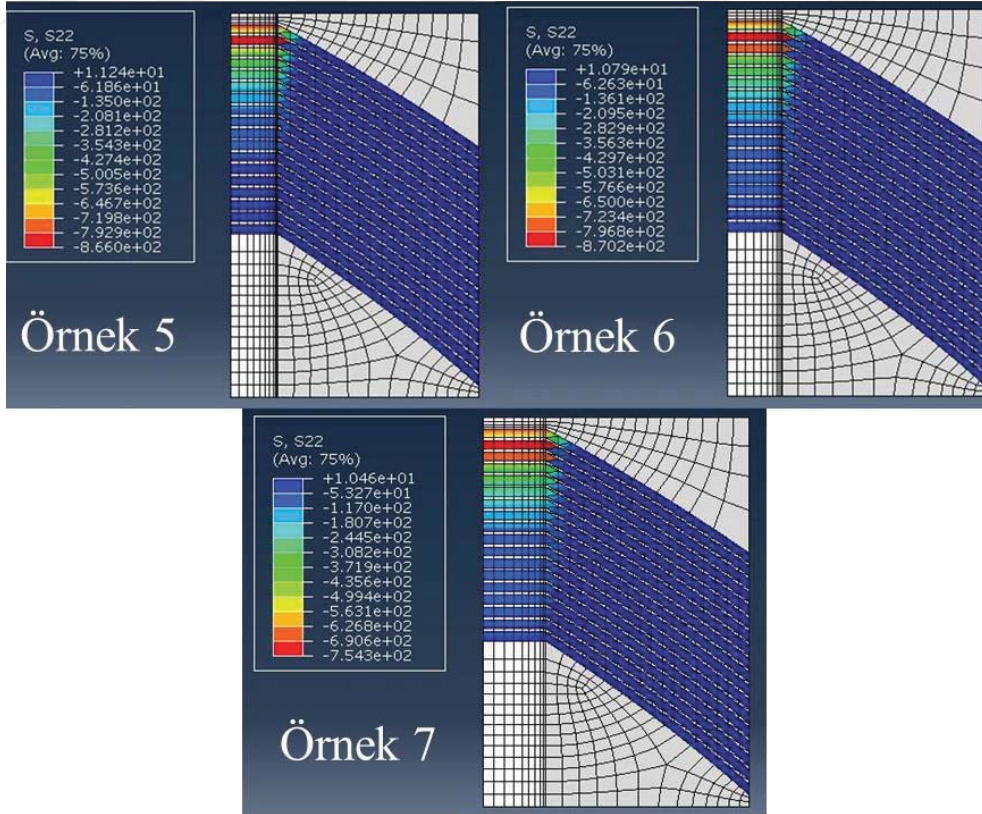 S, S22
(Avg: 75%)
+1.124e+01
-6.186e+01
-1.350e+02
-2.081e+02
-2.812e+02
-3.543e+02
-4.274e+02
-5.005e+02
-5.736e+02
-6.467e+02
-7.198e+02
-7.929e+02
-8.660e+02
Örnek 5
S, S22
(Avg: 75%)
+1.079e+01
-6.263e+01
-1.361e+02
-2.095e+02
-2.829e+02
-3.563e+02
-4.297e+02
-5.031e+02
-5.766e+02
-6.500e+02
-7.234e+02
-7.968e+02
-8.702e+02
Örnek 6
S, S22
(Avg: 75%)
+1.046e+01
-5.327e+01
-1.170e+02
-1.807e+02
-2.445e+02
-3.082e+02
-3.719e+02
-4.356e+02
-4.994e+02
-5.631e+02
-6.268e+02
-6.906e+02
-7.543e+02
Örnek 7